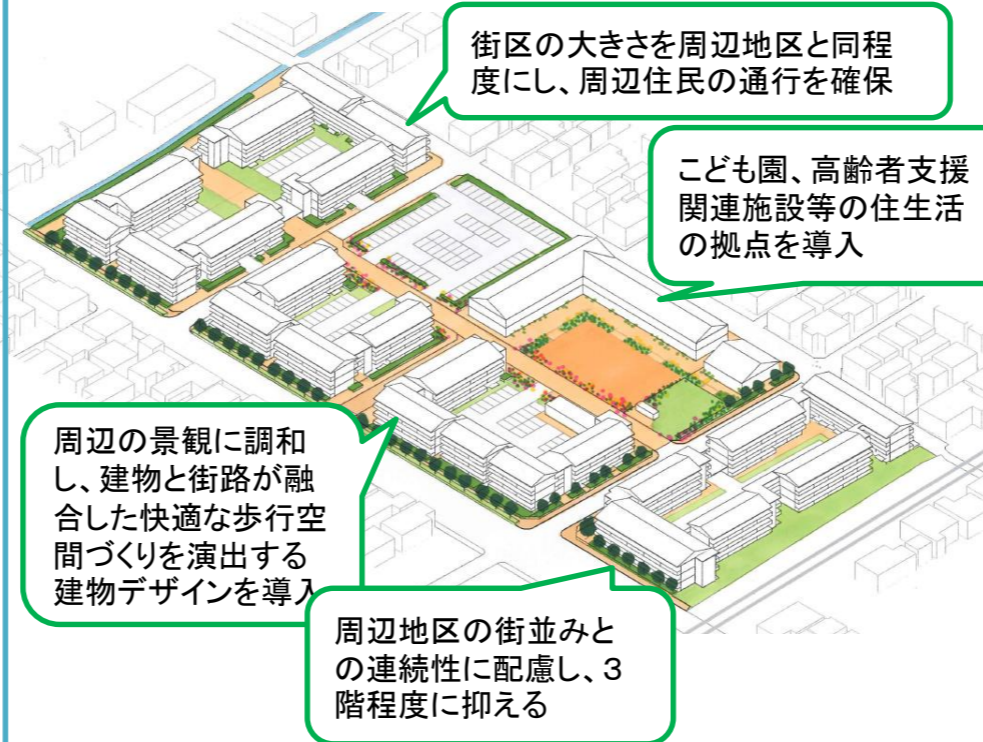 街区の大きさを周辺地区と同程
度にし、周辺住民の通行を確保
こども園、高齢者支援
関連施設等の住生活
の拠点を導入
周辺の景観に調和
し、建物と街路が融
合した快適な歩行空
間づくりを演出する
建物デザインを導入
周辺地区の街並みと
の連続性に配慮し、3
階程度に抑える